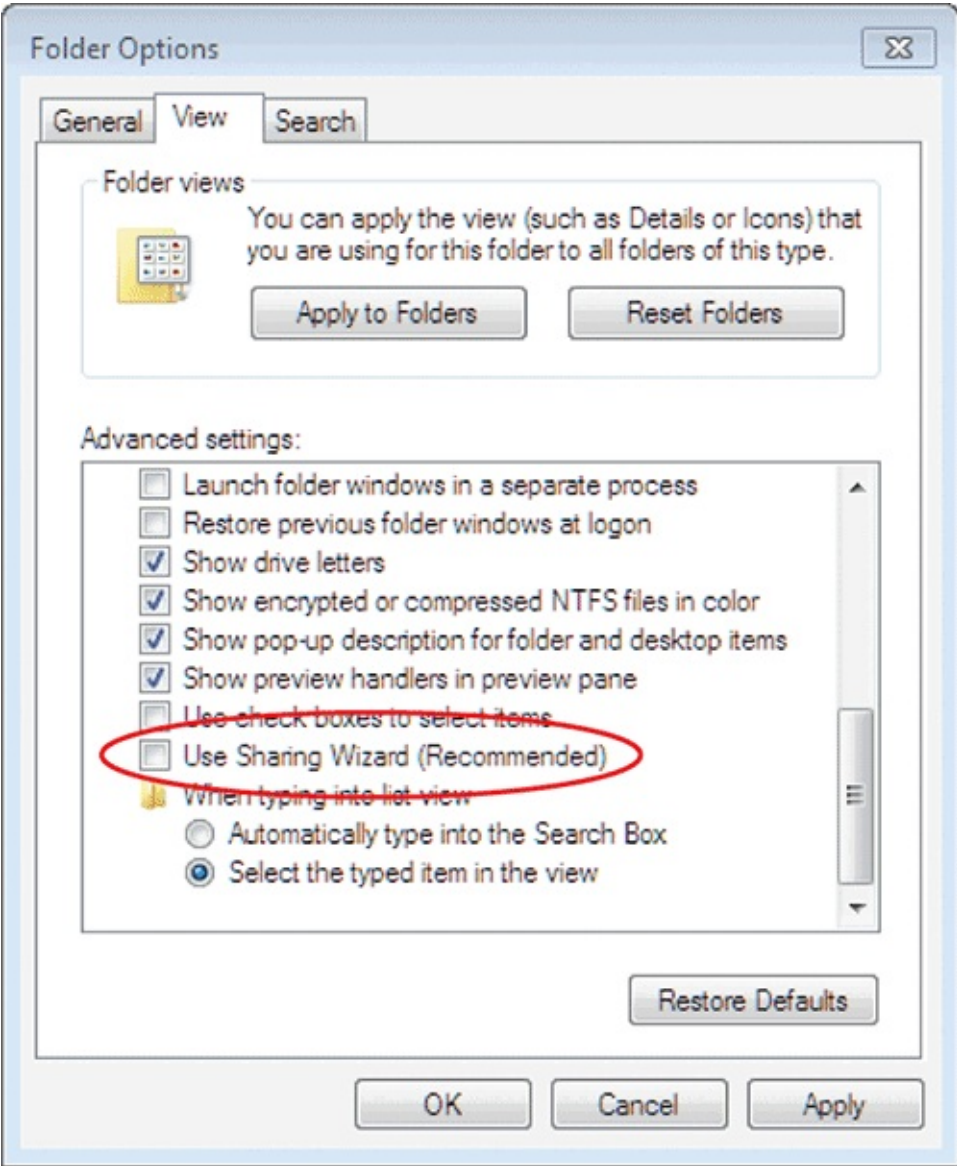 Folder Options
General
View
Search
Folder views
You can apply the view (such as Details or Icons) that
you are using for this folder to all folders of this type.
Apply to Folders
Reset Folders
Advanced settings:
Launch folder windows in a separate process
Restore previous folder windows at logon
Show drive letters
Show encrypted or compressed NTFS files in color
Show pop-up description for folder and desktop items
Show preview handlers in preview pane
Use check boxes to select items
Use Sharing Wizard (Recommended)
When typing into list view
Automatically type into the Search Box
Select the typed item in the view
Restore Defaults
OK
Cancel
Apply